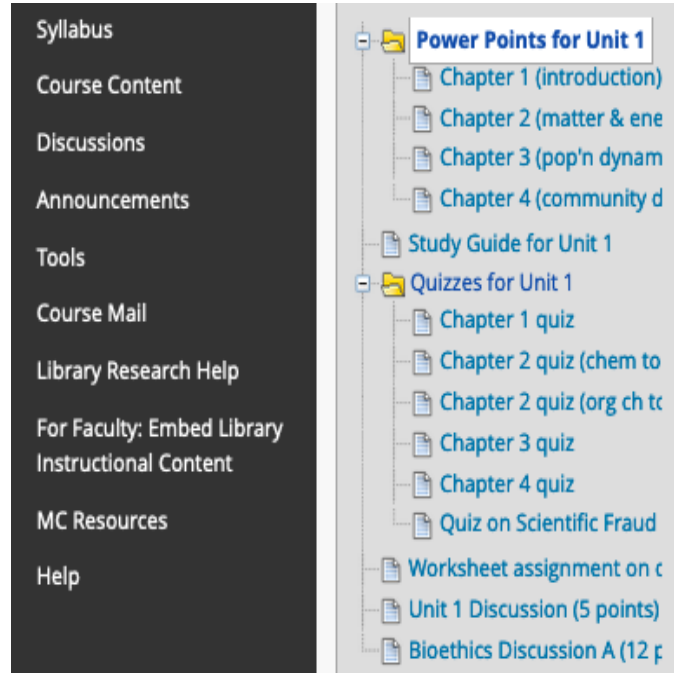 Syllabus
Course Content
Discussions
Announcements
Tools
Course Mail
Library Research Help
For Faculty: Embed Library
Instructional Content
MC Resources
Help
Power Points for Unit 1
Chapter 1 (introduction)
Chapter 2 (matter & ene
Chapter 3 (pop'n dynam
Chapter 4 (community d
Study Guide for Unit 1
Quizzes for Unit 1
Chapter 1 quiz
Chapter 2 quiz (chem to
Chapter 2 quiz (org ch to
Chapter 3 quiz
Chapter 4 quiz
Quiz on Scientific Fraud
Worksheet assignment on c
Unit 1 Discussion (5 points)
Bioethics Discussion A (12 p